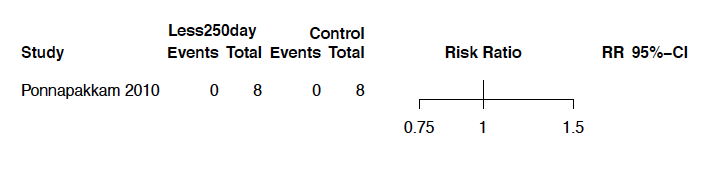 Less250day Control
Study Events Total Events Total Risk Ratio RR 95%−CI
Ponnapakkam 2010 0 8 0 8
0.75 1 1.5